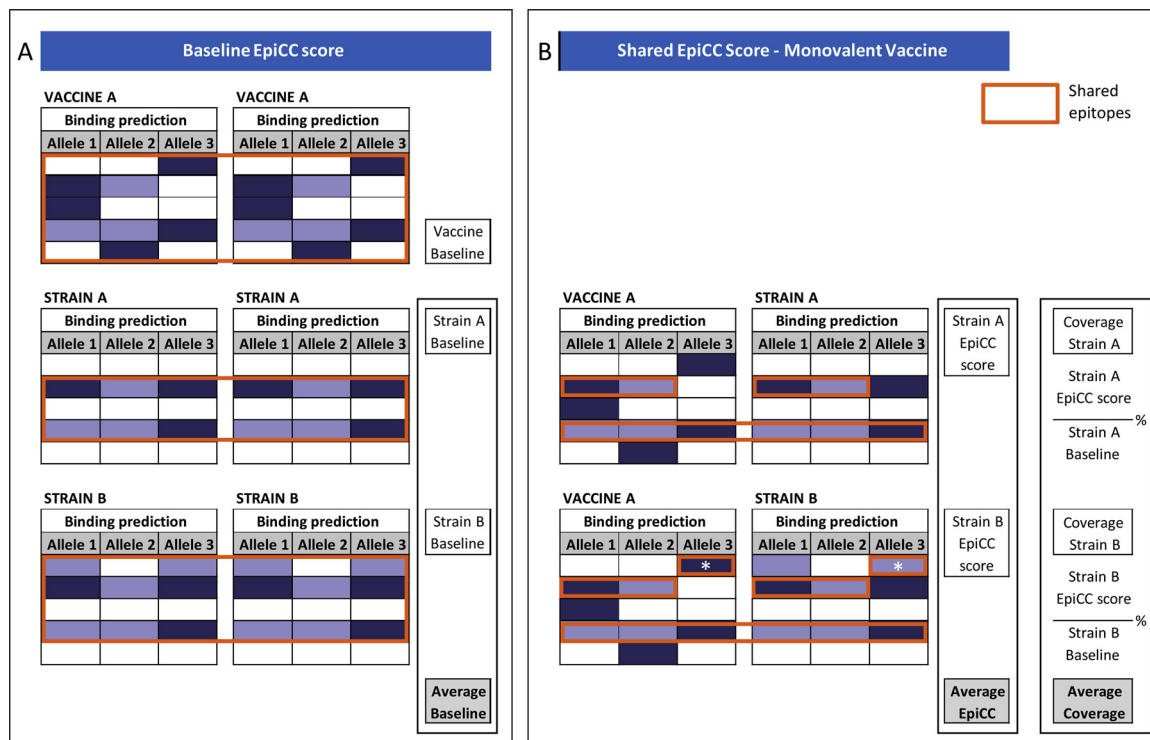 A
Baseline EpiCC score
VACCINE A
VACCINE A
Binding prediction
Binding prediction
Allele 1 Allele 2 Allele 3
Allele 1 Allele 2 Allele 3
Vaccine
Baseline
STRAIN A
STRAIN A
Binding prediction
Binding prediction
Allele 1 Allele 2 Allele 3
Allele 1 Allele 2 Allele 3
Strain A
Baseline
STRAIN B
STRAIN B
Binding prediction
Binding prediction
Allele 1 Allele 2 Allele 3
Allele 1 Allele 2 Allele 3
Strain B
Baseline
Average
Baseline
B
Shared EpiCC Score - Monovalent Vaccine
Shared
epitopes
VACCINE A
STRAIN A
Binding prediction
Binding prediction
Allele 1 Allele 2 Allele 3
Allele 1 Allele 2 Allele 3
Strain A
EpiCC
score
Coverage
Strain A
Strain A
EpiCC score
%
Strain A
Baseline
VACCINE A
STRAIN B
Binding prediction
Binding prediction
Allele 1 Allele 2 Allele 3
Allele 1 Allele 2 Allele 3
*
*
Strain B
EpiCC
score
Coverage
Strain B
Strain B
EpiCC score
%
Strain B
Baseline
Average
EpiCC
Average
Coverage